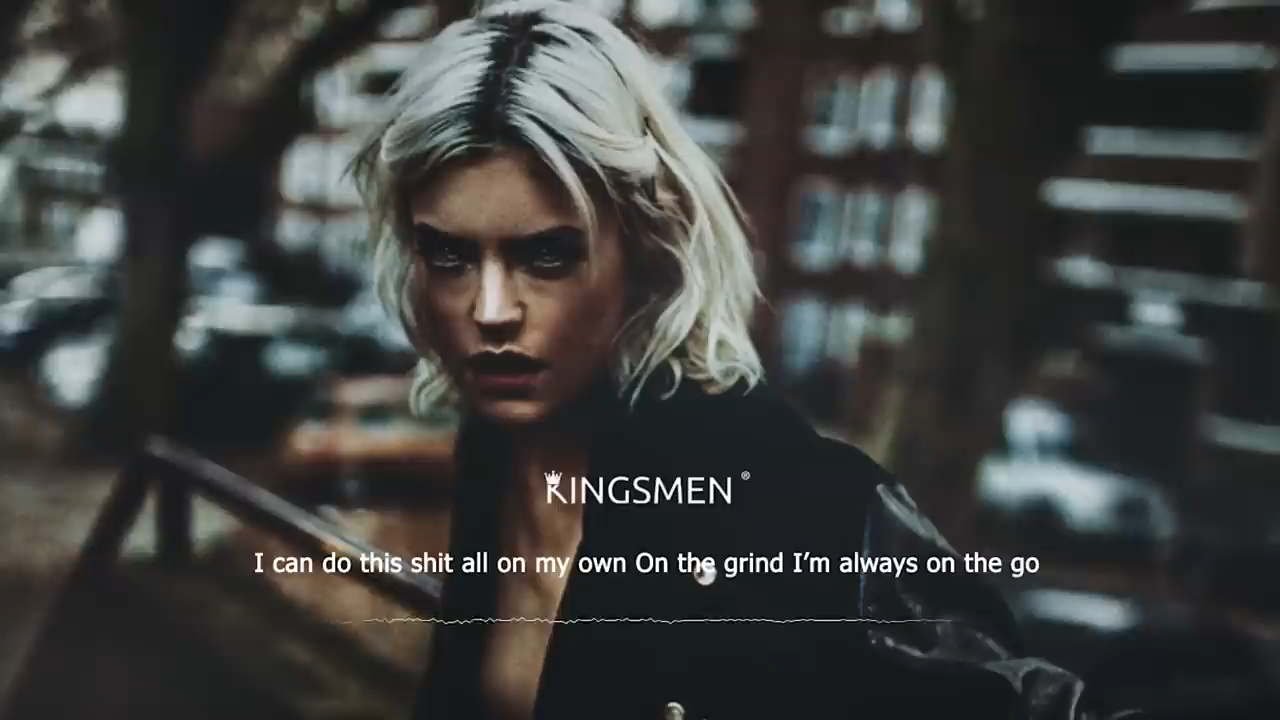 KINGSMEN®
I can do this shit all on my own On the grind I’m always on the go